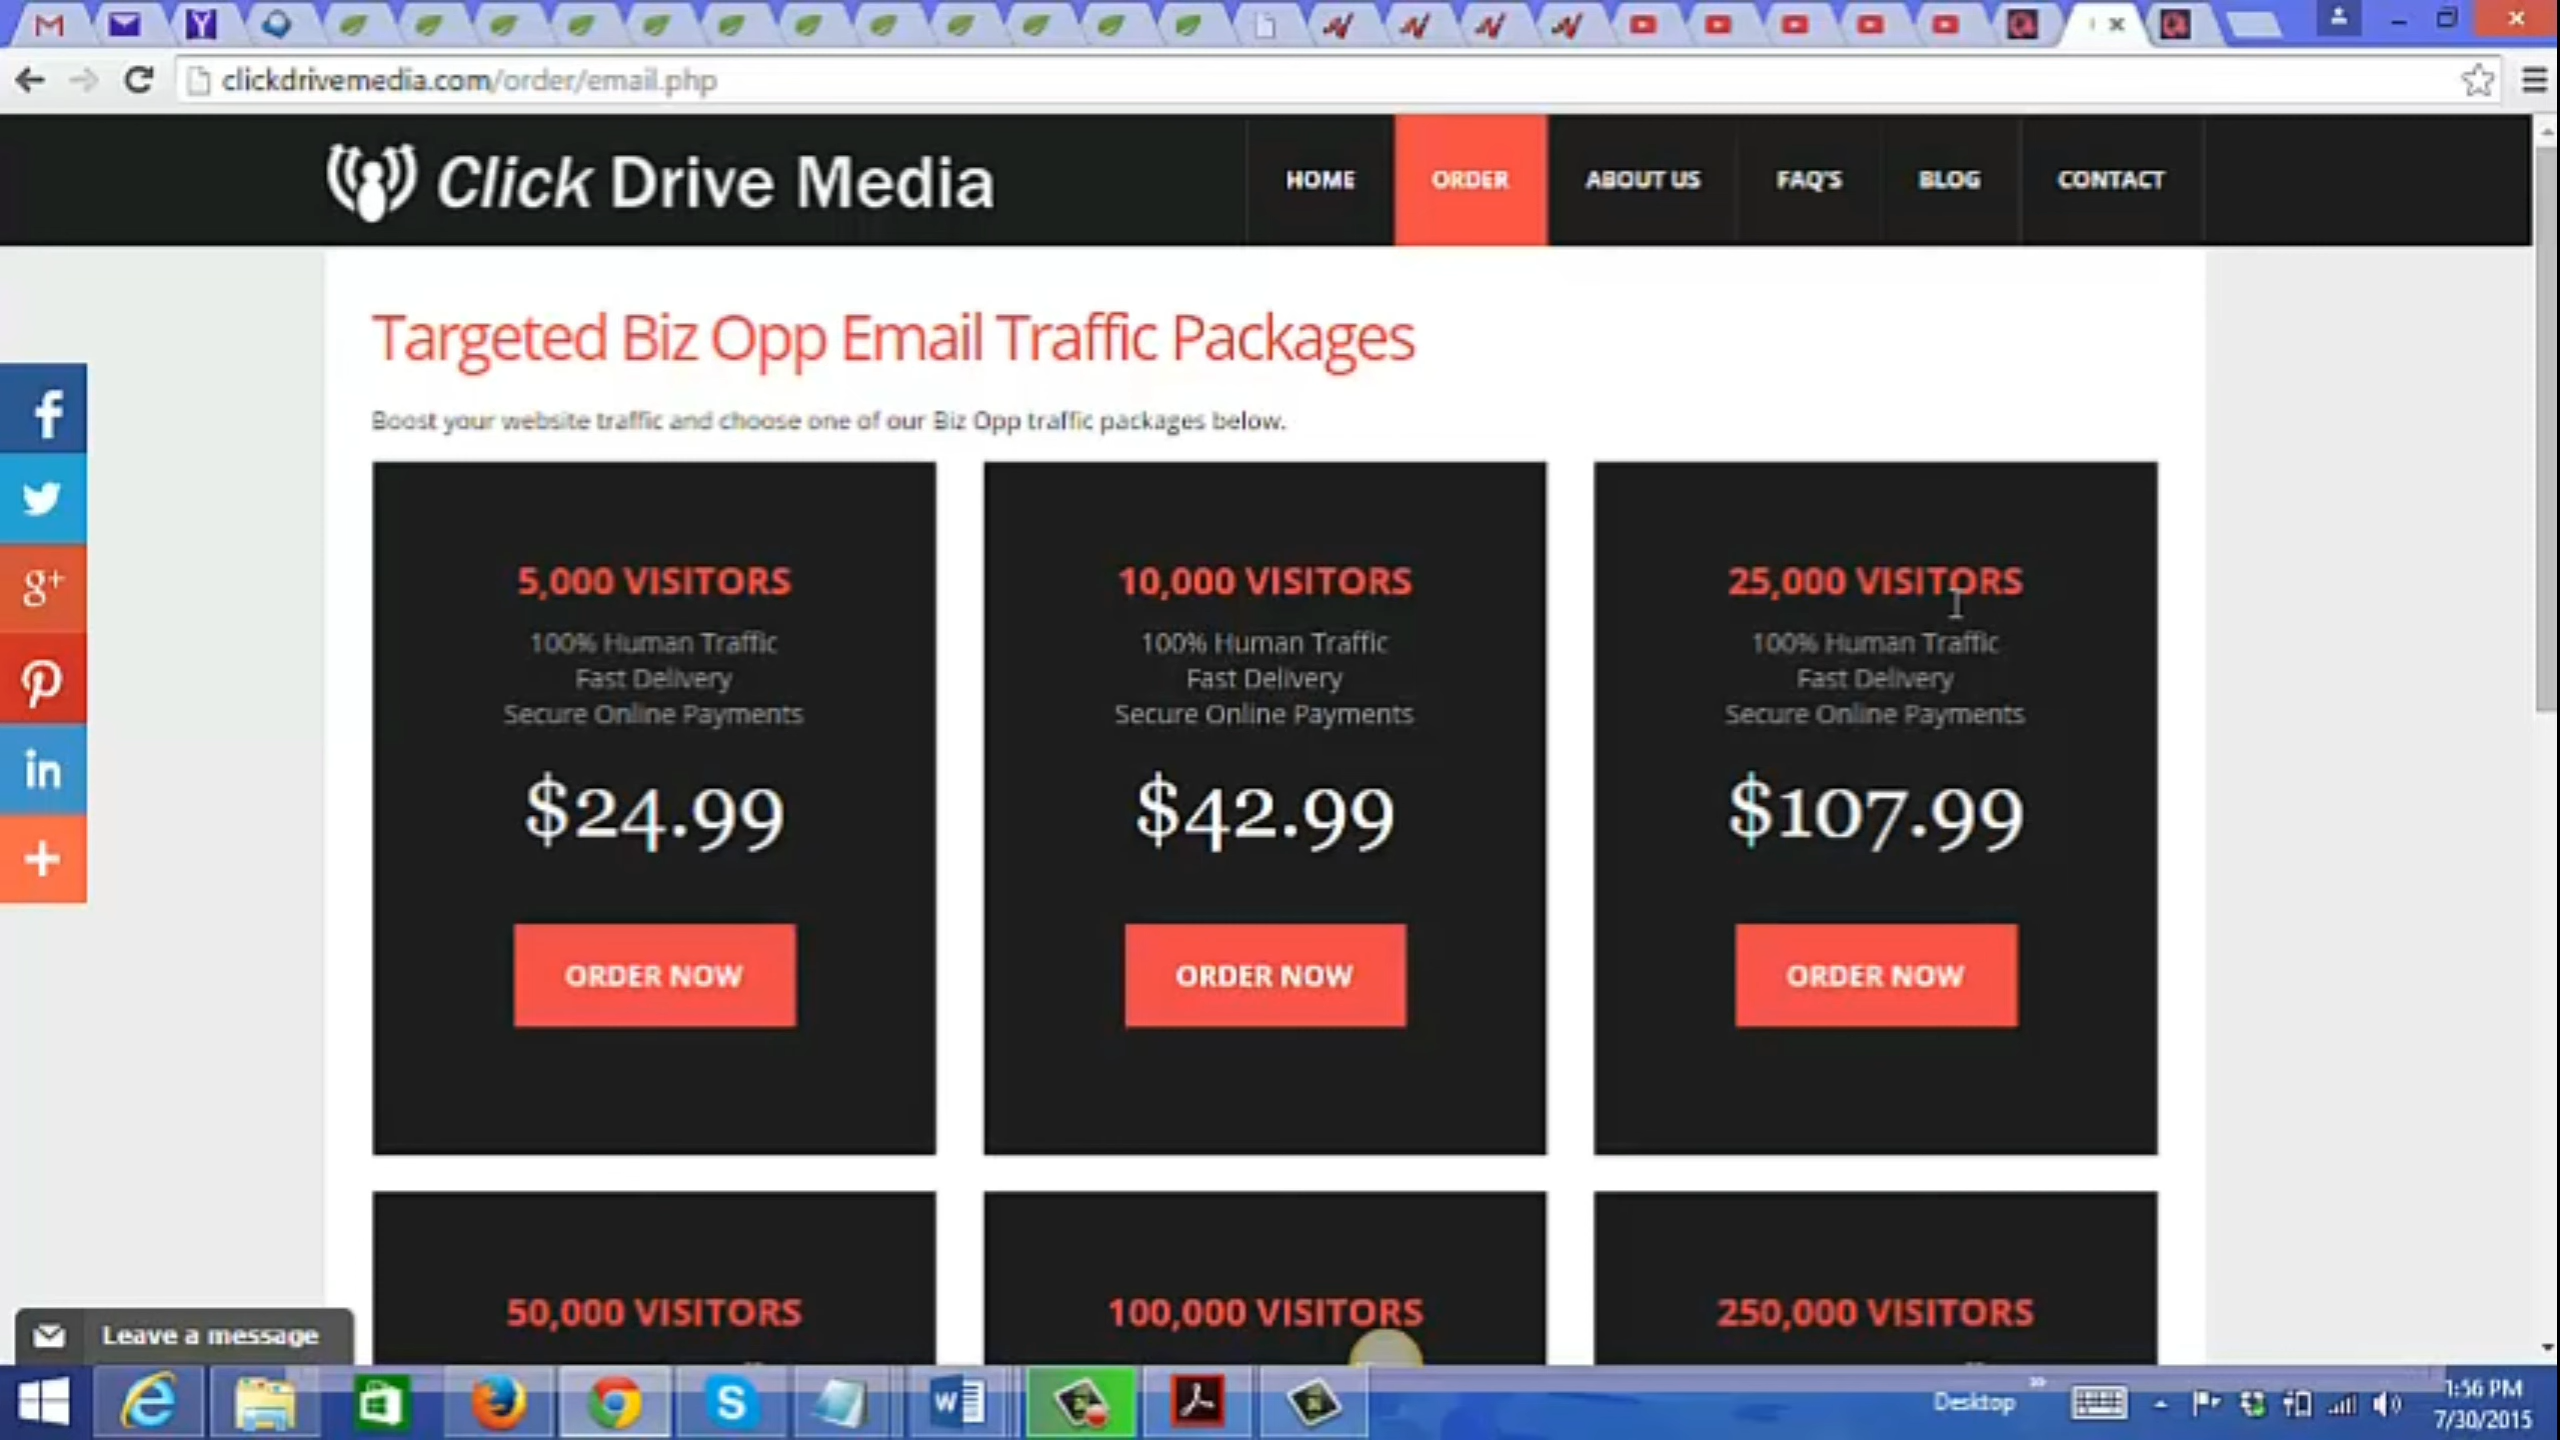 clickdrivemedia.com/order/email.php
Click Drive Media
HOME
ORDER
ABOUT US
FAQ'S
BLOG
CONTACT
Targeted Biz Opp Email Traffic Packages
Boost your website traffic and choose one of our Biz Opp traffic packages below.
5,000 VISITORS
100% Human Traffic
Fast Delivery
Secure Online Payments
$24.99
ORDER NOW
10,000 VISITORS
100% Human Traffic
Fast Delivery
Secure Online Payments
$42.99
ORDER NOW
25,000 VISITORS
100% Human Traffic
Fast Delivery
Secure Online Payments
$107.99
ORDER NOW
50,000 VISITORS
100,000 VISITORS
250,000 VISITORS
Leave a message
Desktop
1:56 PM
7/30/2015